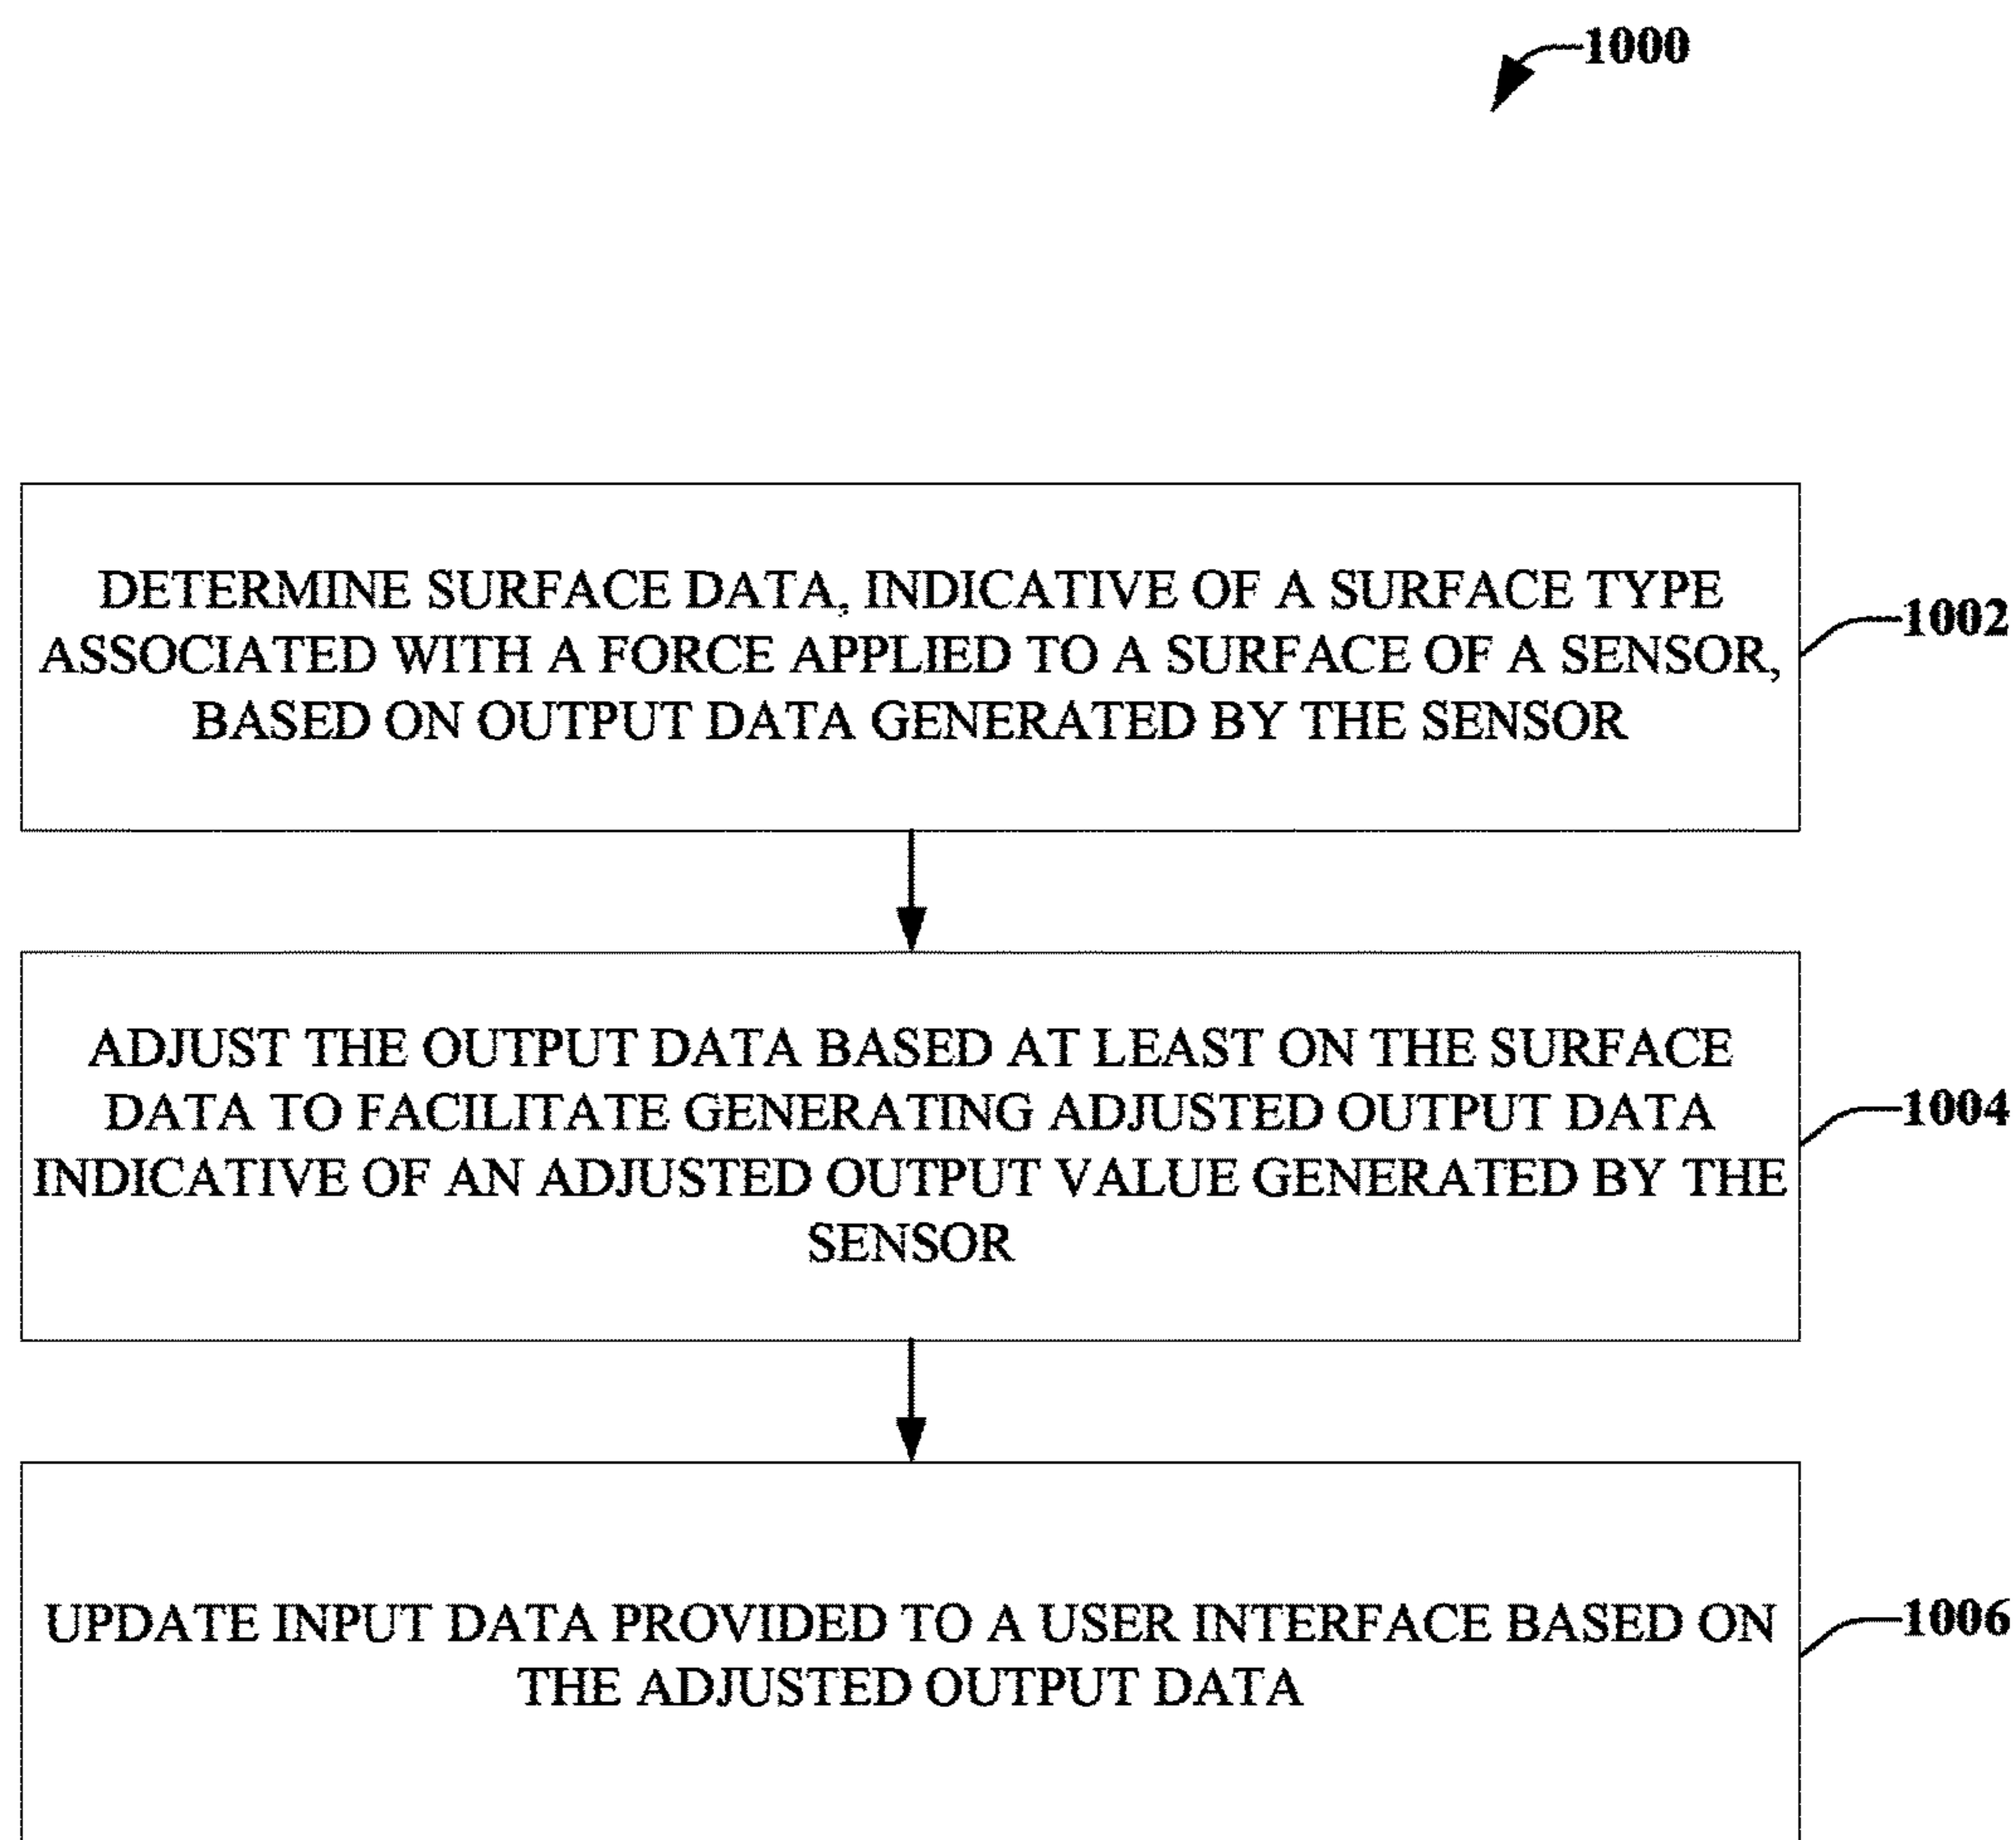 1000
DETERMINE SURFACE DATA, INDICATIVE OF A SURFACE TYPE
ASSOCIATED WITH A FORCE APPLIED TO A SURFACE OF A SENSOR,
BASED ON OUTPUT DATA GENERATED BY THE SENSOR
1002
ADJUST THE OUTPUT DATA BASED AT LEAST ON THE SURFACE
DATA TO FACILITATE GENERATING ADJUSTED OUTPUT DATA
INDICATIVE OF AN ADJUSTED OUTPUT VALUE GENERATED BY THE
SENSOR
1004
UPDATE INPUT DATA PROVIDED TO A USER INTERFACE BASED ON
THE ADJUSTED OUTPUT DATA
1006